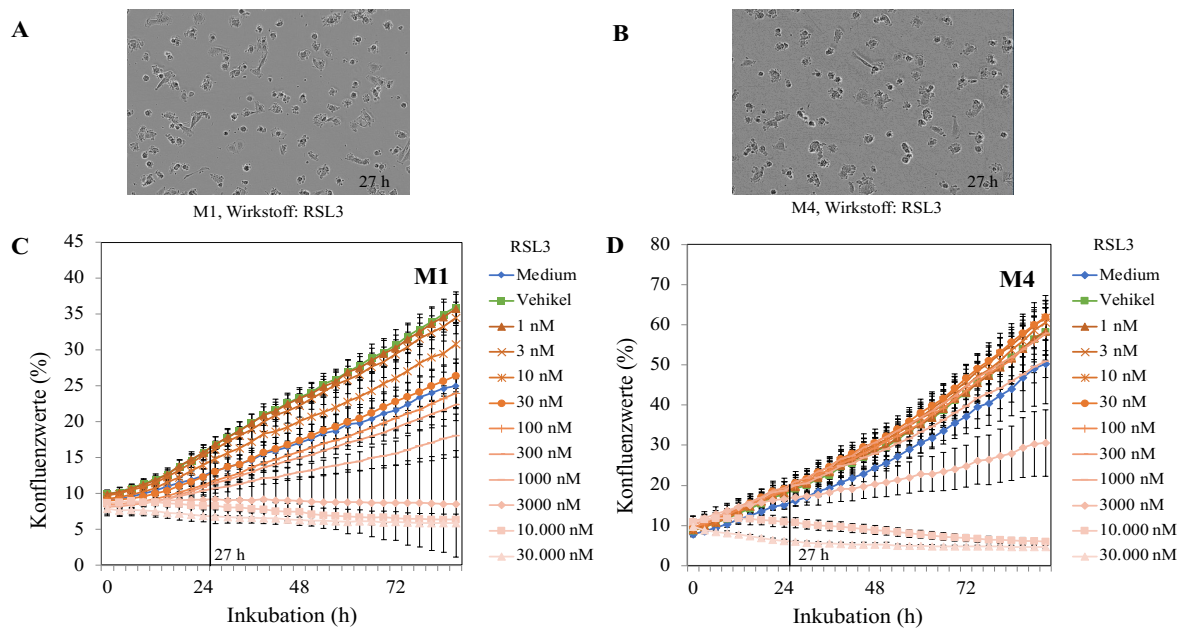 A
27 h
M1, Wirkstoff: RSL3
B
27 h
M4, Wirkstoff: RSL3
C
M1
Konfluenzwerte (%)
45
40
35
30
25
20
15
10
5
0
27 h
0 24 48 72
Inkubation (h)
RSL3
Medium
Vehikel
1 nM
3 nM
10 nM
30 nM
100 nM
300 nM
1000 nM
3000 nM
10.000 nM
30.000 nM
D
M4
Konfluenzwerte (%)
80
70
60
50
40
30
20
10
0
27 h
0 24 48 72
Inkubation (h)
RSL3
Medium
Vehikel
1 nM
3 nM
10 nM
30 nM
100 nM
300 nM
1000 nM
3000 nM
10.000 nM
30.000 nM